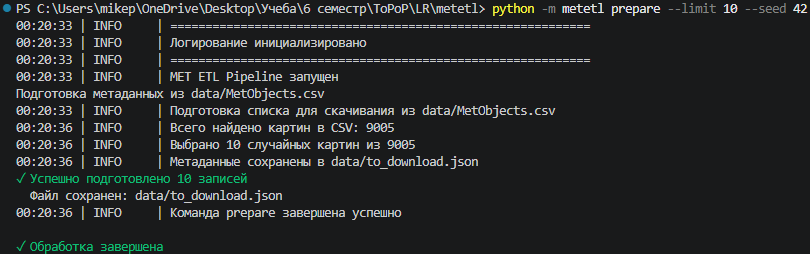 PS C:\Users\mikep\OneDrive\Desktop\Учеба\6 семестр\ToPoP\LR\metetl> python -m metetl prepare --limit 10 --seed 42
00:20:33 | INFO     | ============================================================
00:20:33 | INFO     | Логирование инициализировано
00:20:33 | INFO     | ============================================================
00:20:33 | INFO     | MET ETL Pipeline запущен
Подготовка метаданных из data/MetObjects.csv
00:20:33 | INFO     | Подготовка списка для скачивания из data/MetObjects.csv
00:20:36 | INFO     | Всего найдено картин в CSV: 9005
00:20:36 | INFO     | Выбрано 10 случайных картин из 9005
00:20:36 | INFO     | Метаданные сохранены в data/to_download.json
✓ Успешно подготовлено 10 записей
  Файл сохранен: data/to_download.json
00:20:36 | INFO     | Команда prepare завершена успешно
✓ Обработка завершена